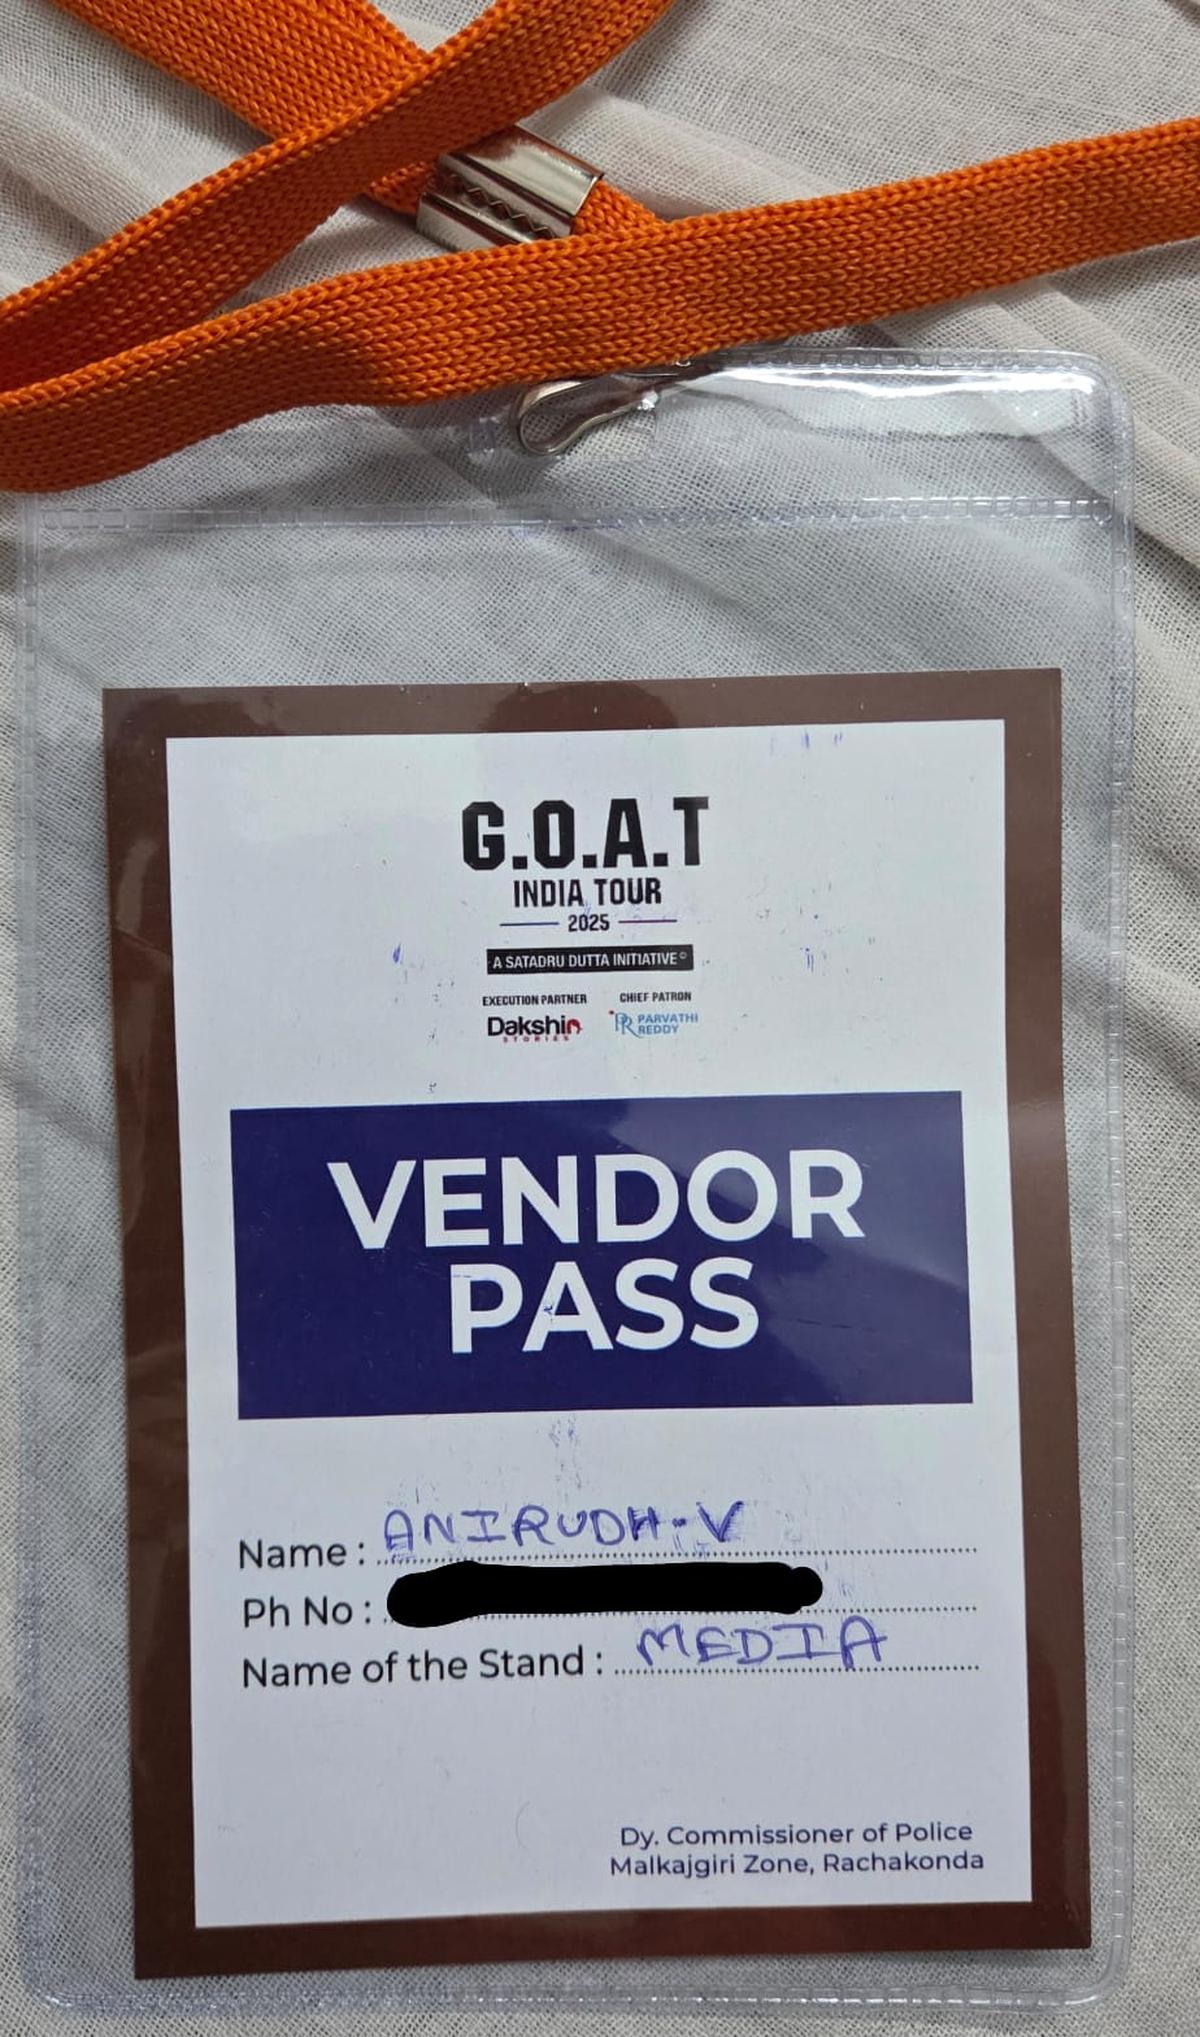 G.O.A.T
INDIA TOUR
2025
A SATADRU DUTTA INITIATIVE©
EXECUTION PARTNER CHIEF PATRON
Dakshin PR PARVATHI
STORIES REDDY
VENDOR
PASS
Name : ANIRUDH.V
Ph No :
Name of the Stand : MEDIA
Dy. Commissioner of Police
Malkajgiri Zone, Rachakonda